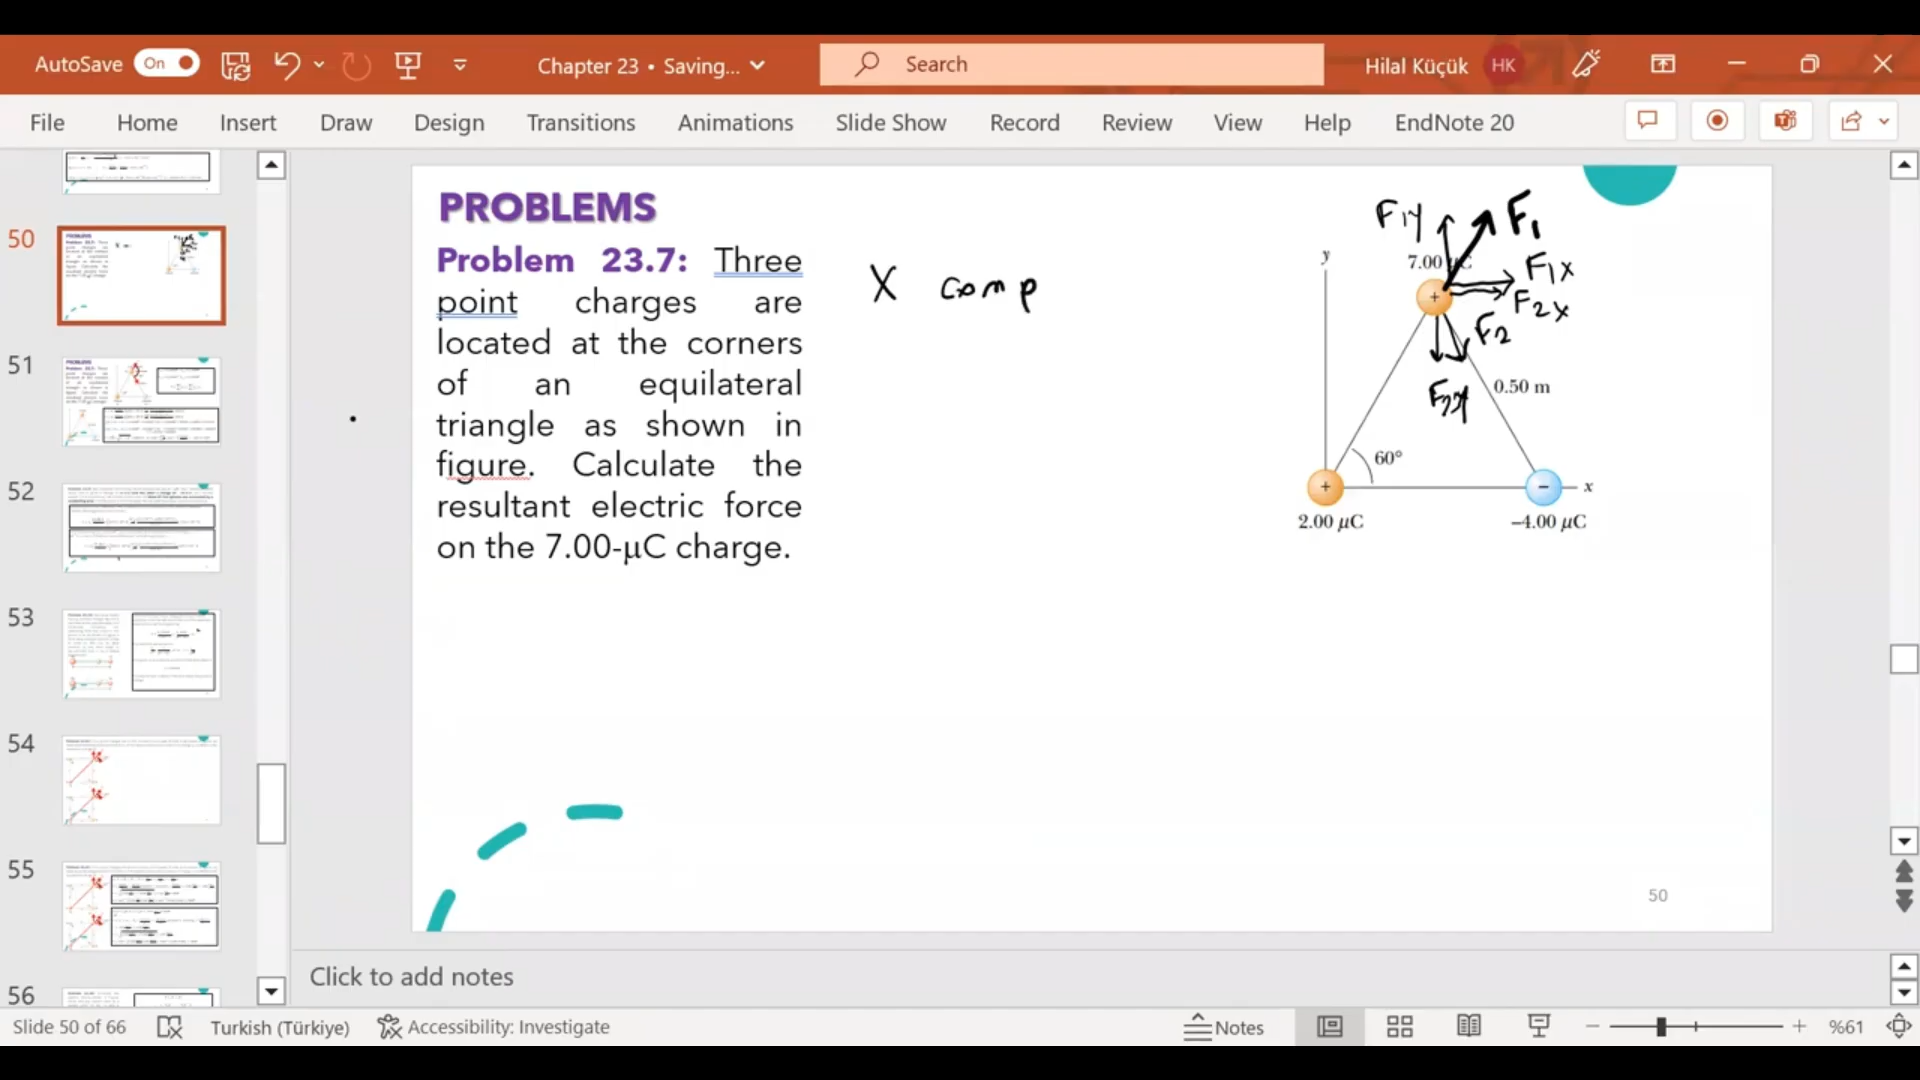 AutoSave On Chapter 23 • Saving... Search Hilal Küçük HK
File Home Insert Draw Design Transitions Animations Slide Show Record Review View Help EndNote 20
50
51
52
53
54
55
56
PROBLEMS
Problem 23.7: Three
point charges are
located at the corners
of an equilateral
triangle as shown in
figure. Calculate the
resultant electric force
on the 7.00-μC charge.
X comp
F1y
F1
y
7.00
F1x
F2x
F2
0.50 m
60°
+
+
−
x
2.00 μC
−4.00 μC
50
Click to add notes
Slide 50 of 66 Turkish (Türkiye) Accessibility: Investigate Notes %61